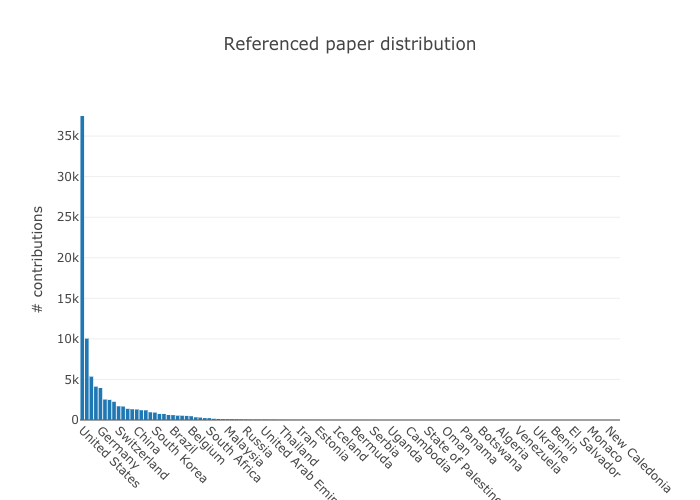 Referenced paper distribution
# contributions
35k
30k
25k
20k
15k
10k
5k
0
United States
Germany
Switzerland
China
South Korea
Brazil
Belgium
South Africa
Malaysia
Russia
United Arab Emir
Thailand
Iran
Estonia
Iceland
Bermuda
Serbia
Uganda
Cambodia
State of Palestin
Oman
Panama
Botswana
Algeria
Venezuela
Ukraine
Benin
El Salvador
Monaco
New Caledonia